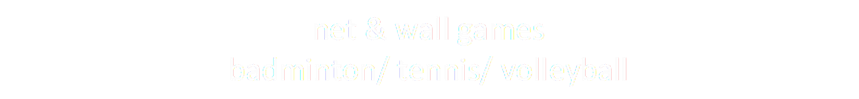 net & wall games
badminton/ tennis/ volleyball